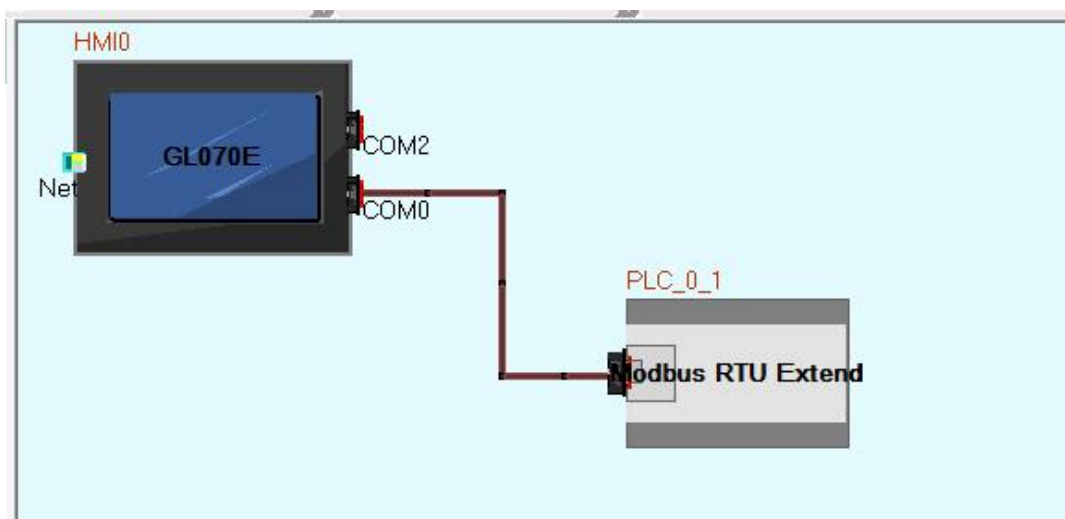 HMI0
GL070E
COM2
Net
COM0
PLC_0_1
Modbus RTU Extend